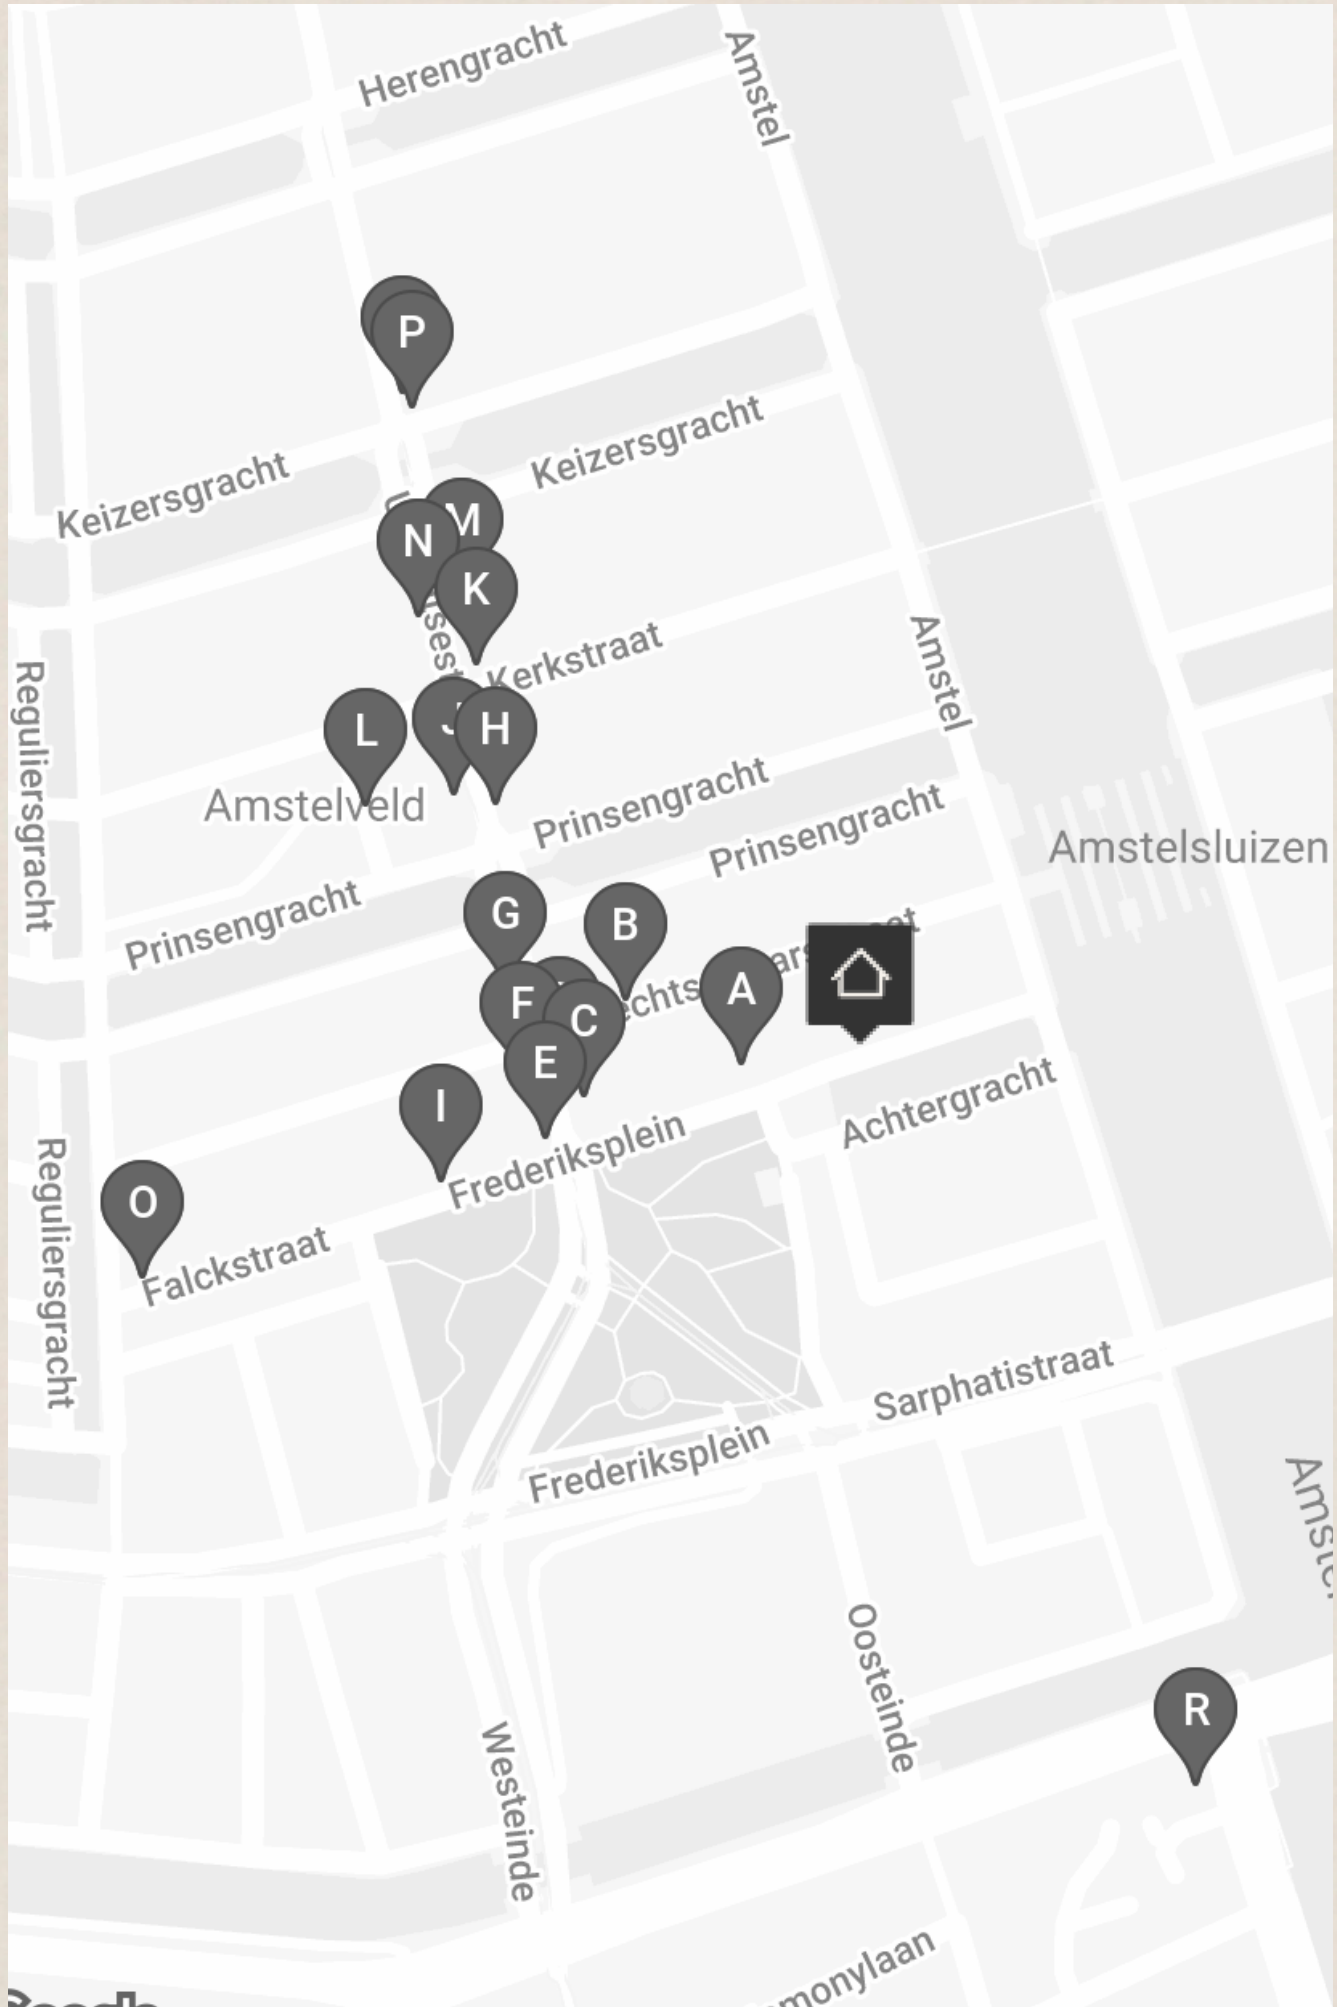 Herengracht
Amstel
P
Keizersgracht
Keizersgracht
M
N
K
Kerkstraat
Amstel
Reguliersgracht
L
J
H
Amstelveld
Prinsengracht
Prinsengracht
Amstelsluizen
Prinsengracht
G
B
A
F
C
E
I
Achtergracht
Frederiksplein
Reguliersgracht
O
Falckstraat
Sarphatistraat
Frederiksplein
Oosteinde
R
Westeinde